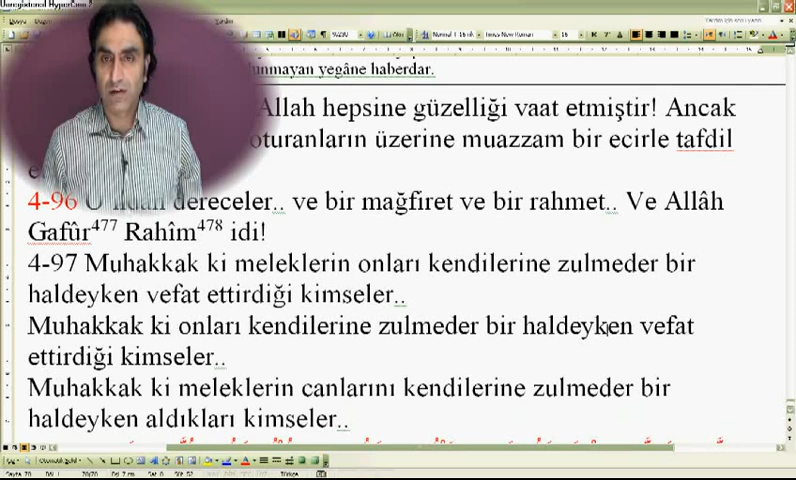 unmayan yegâne haberdar.
Allah hepsine güzelliği vaat etmiştir! Ancak
oturanların üzerine muazzam bir ecirle tafdil
4-96 O'ndan dereceler.. ve bir mağfiret ve bir rahmet.. Ve Allâh
Gafûr477 Rahîm478 idi!
4-97 Muhakkak ki meleklerin onları kendilerine zulmeder bir
haldeyken vefat ettirdiği kimseler..
Muhakkak ki onları kendilerine zulmeder bir haldeyken vefat
ettirdiği kimseler..
Muhakkak ki meleklerin canlarını kendilerine zulmeder bir
haldeyken aldıkları kimseler..